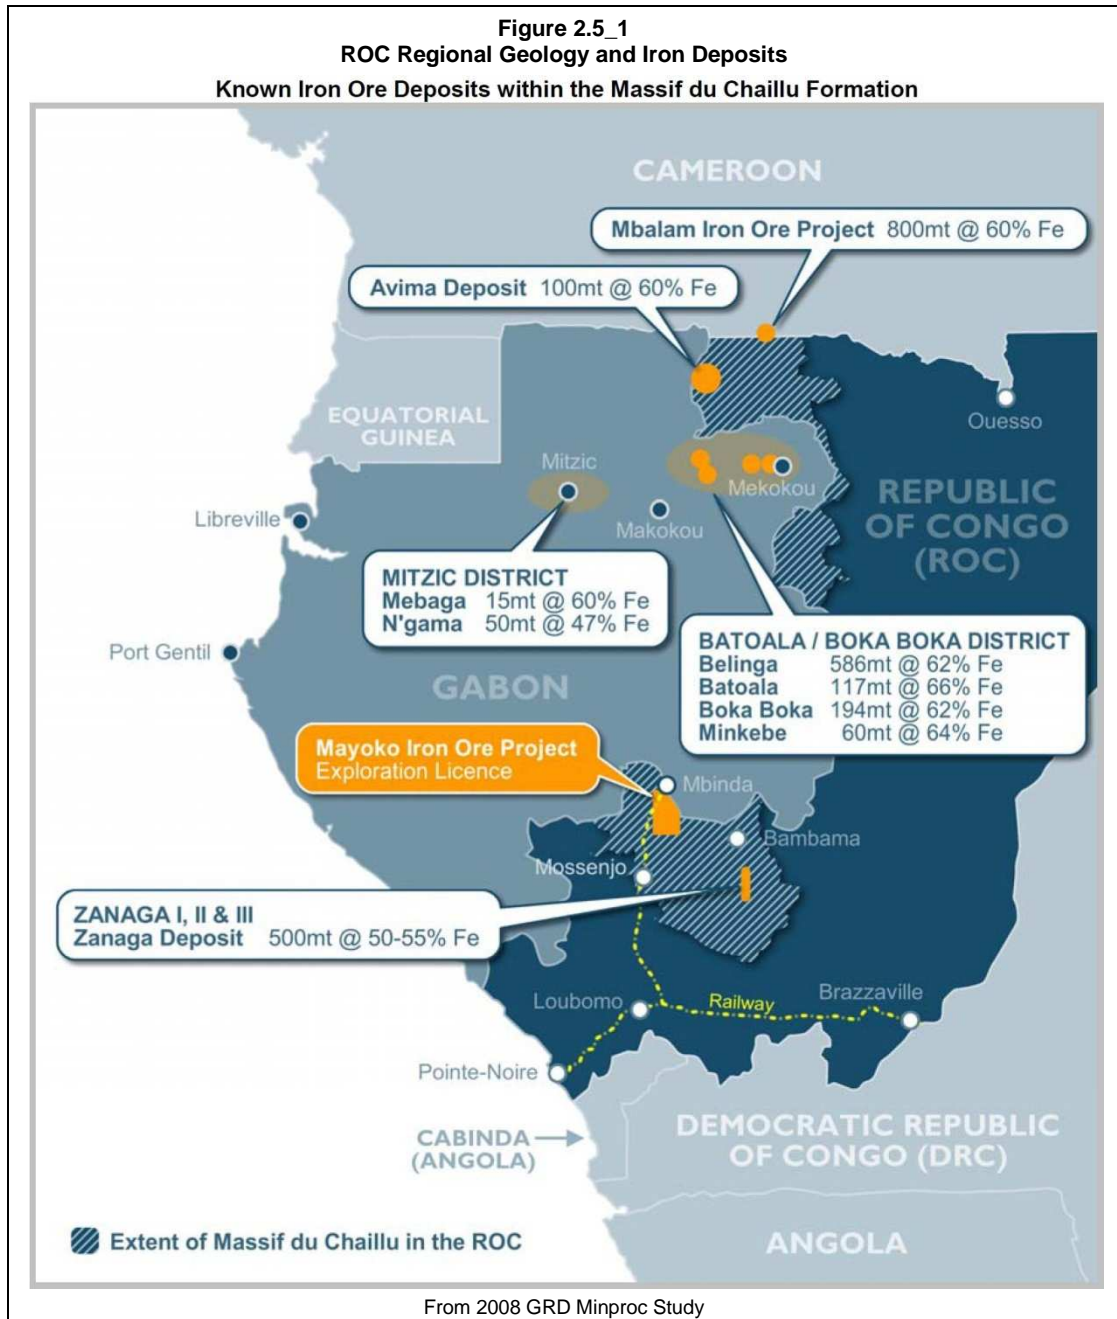 Figure 2.5_1
ROC Regional Geology and Iron Deposits
Known Iron Ore Deposits within the Massif du Chaillu Formation
CAMEROON
Mbalam Iron Ore Project 800mt @ 60% Fe
Avima Deposit 100mt @ 60% Fe
EQUATORIAL
GUINEA
Ouesso
Mitzic
Mekokou
Makokou
Libreville
REPUBLIC
OF CONGO
(ROC)
MITZIC DISTRICT
Mebaga 15mt @ 60% Fe
N'gama 50mt @ 47% Fe
BATOALA / BOKA BOKA DISTRICT
Belinga 586mt @ 62% Fe
Batoala 117mt @ 66% Fe
Boka Boka 194mt @ 62% Fe
Minkebe 60mt @ 64% Fe
Port Gentil
GABON
Mayoko Iron Ore Project
Exploration Licence
Mbinda
Bambama
Mossenjo
ZANAGA I, II & III
Zanaga Deposit 500mt @ 50-55% Fe
Loubomo
Railway
Brazzaville
Pointe-Noire
CABINDA
(ANGOLA)
DEMOCRATIC REPUBLIC
OF CONGO (DRC)
Extent of Massif du Chaillu in the ROC
ANGOLA
From 2008 GRD Minproc Study